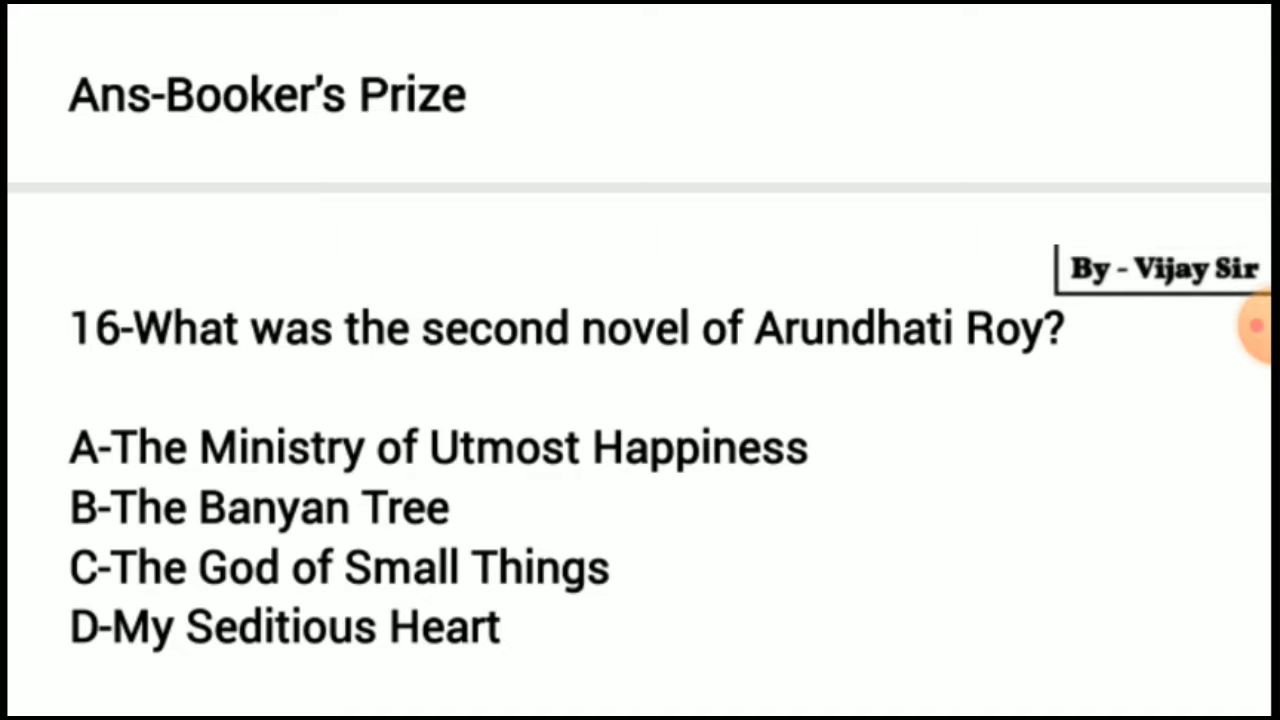 Ans-Booker's Prize
By - Vijay Sir
16-What was the second novel of Arundhati Roy?
A-The Ministry of Utmost Happiness
B-The Banyan Tree
C-The God of Small Things
D-My Seditious Heart